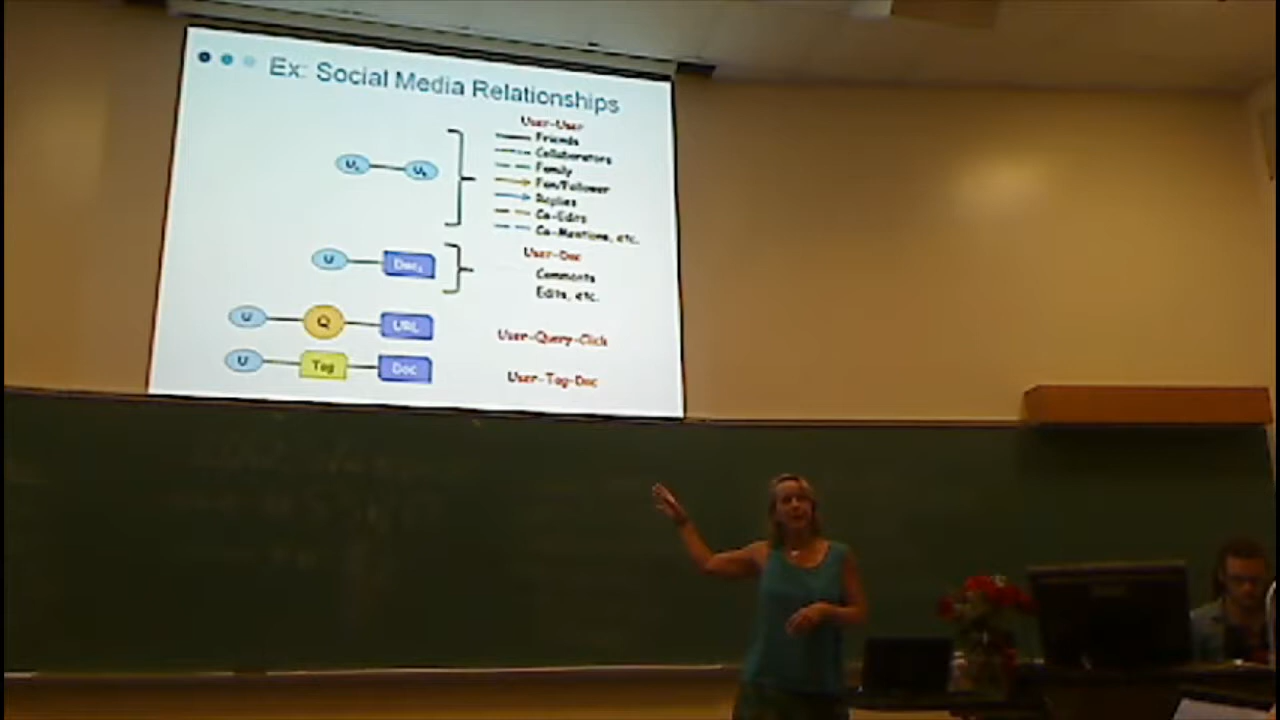 Ex: Social Media Relationships
User-User
Friends
Collaborators
Family
Fan/Follower
Replies
Co-Edits
Co-Mentions, etc.
U U
User-Doc
U Doc
Comments
Edits, etc.
U Q URL
User-Query-Click
U Tag Doc
User-Tag-Doc